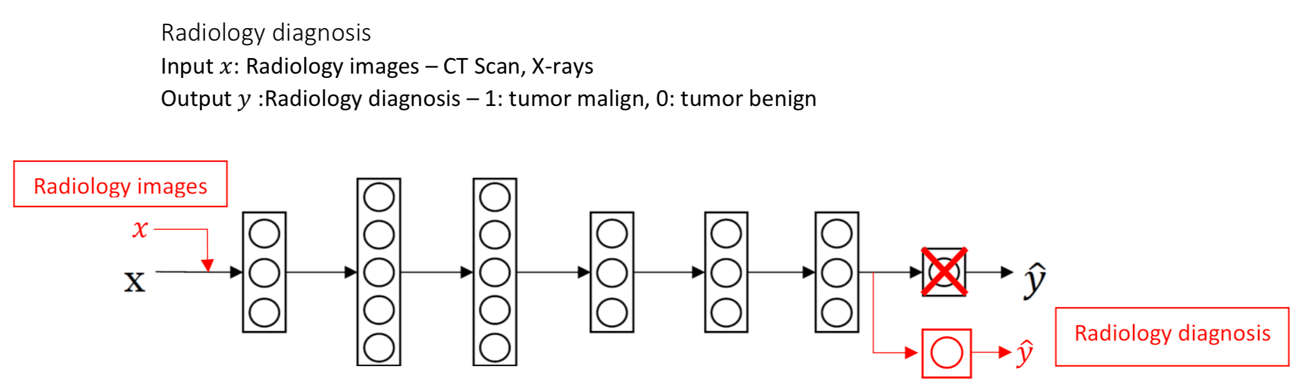 Radiology diagnosis
Input 𝑥: Radiology images – CT Scan, X-rays
Output 𝑦 :Radiology diagnosis – 1: tumor malign, 0: tumor benign
Radiology images
𝑥
x
ŷ
ŷ
Radiology diagnosis